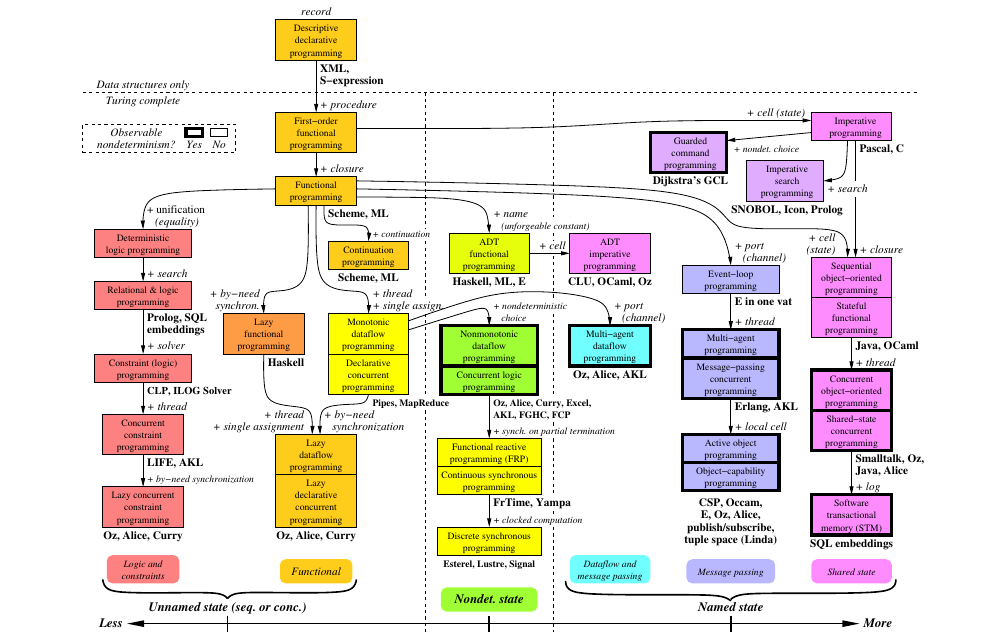 record
Descriptive
declarative
programming
XML,
S−expression
Data structures only
Turing complete
+ procedure
+ cell (state)
Observable
nondeterminism? Yes No
First−order
functional
programming
Imperative
programming
Pascal, C
Guarded
command
programming
+ nondet. choice
Dijkstra's GCL
Imperative
search
programming
+ search
SNOBOL, Icon, Prolog
+ closure
Functional
programming
Scheme, ML
+ unification
(equality)
+ continuation
+ name
(unforgeable constant)
+ cell
+ port
(channel)
+ cell
(state)
+ closure
Deterministic
logic programming
Continuation
programming
Scheme, ML
ADT
functional
programming
Haskell, ML, E
ADT
imperative
programming
CLU, OCaml, Oz
Event−loop
programming
E in one vat
Sequential
object−oriented
programming
Stateful
functional
programming
Java, OCaml
+ search
Relational & logic
programming
Prolog, SQL
embeddings
+ by−need
synchron.
+ thread
+ single assign.
+ nondeterministic
choice
+ port
(channel)
+ thread
Lazy
functional
programming
Haskell
Monotonic
dataflow
programming
Declarative
concurrent
programming
Pipes, MapReduce
Nonmonotonic
dataflow
programming
Concurrent logic
programming
Oz, Alice, Curry, Excel,
AKL, FGHC, FCP
Multi−agent
dataflow
programming
Oz, Alice, AKL
Multi−agent
programming
Message−passing
concurrent
programming
Erlang, AKL
+ solver
Constraint (logic)
programming
CLP, ILOG Solver
+ thread
Concurrent
object−oriented
programming
Shared−state
concurrent
programming
Smalltalk, Oz,
Java, Alice
+ thread
Concurrent
constraint
programming
LIFE, AKL
+ thread
+ single assignment
+ by−need
synchronization
+ synch. on partial termination
+ local cell
Lazy
dataflow
programming
Lazy
declarative
concurrent
programming
Oz, Alice, Curry
Functional reactive
programming (FRP)
Continuous synchronous
programming
FrTime, Yampa
Active object
programming
Object−capability
programming
CSP, Occam,
E, Oz, Alice,
publish/subscribe,
tuple space (Linda)
+ by−need synchronization
Lazy concurrent
constraint
programming
Oz, Alice, Curry
+ clocked computation
Discrete synchronous
programming
Esterel, Lustre, Signal
+ log
Software
transactional
memory (STM)
SQL embeddings
Logic and
constraints
Functional
Dataflow and
message passing
Message passing
Shared state
Unnamed state (seq. or conc.)
Nondet. state
Named state
Less
More